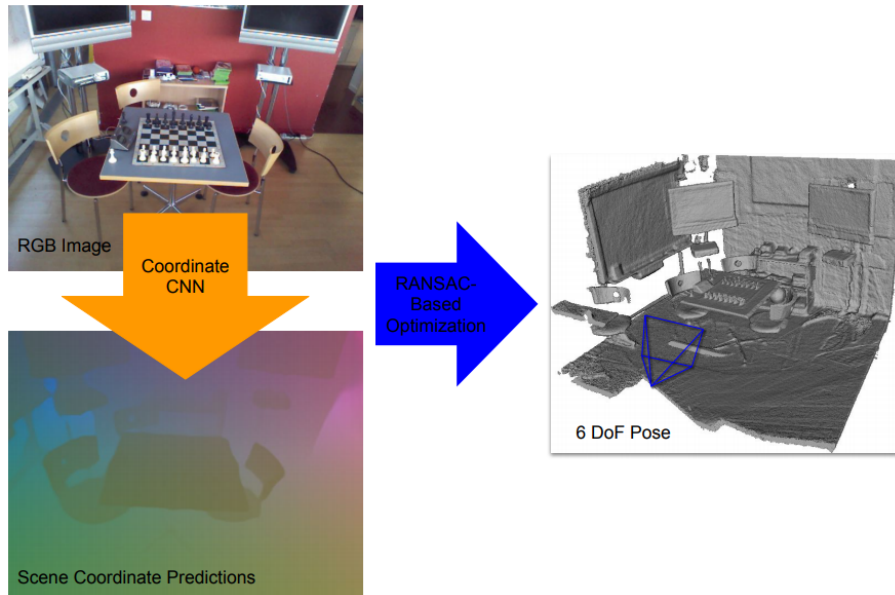 RGB Image
Coordinate
CNN
RANSAC-
Based
Optimization
6 DoF Pose
Scene Coordinate Predictions